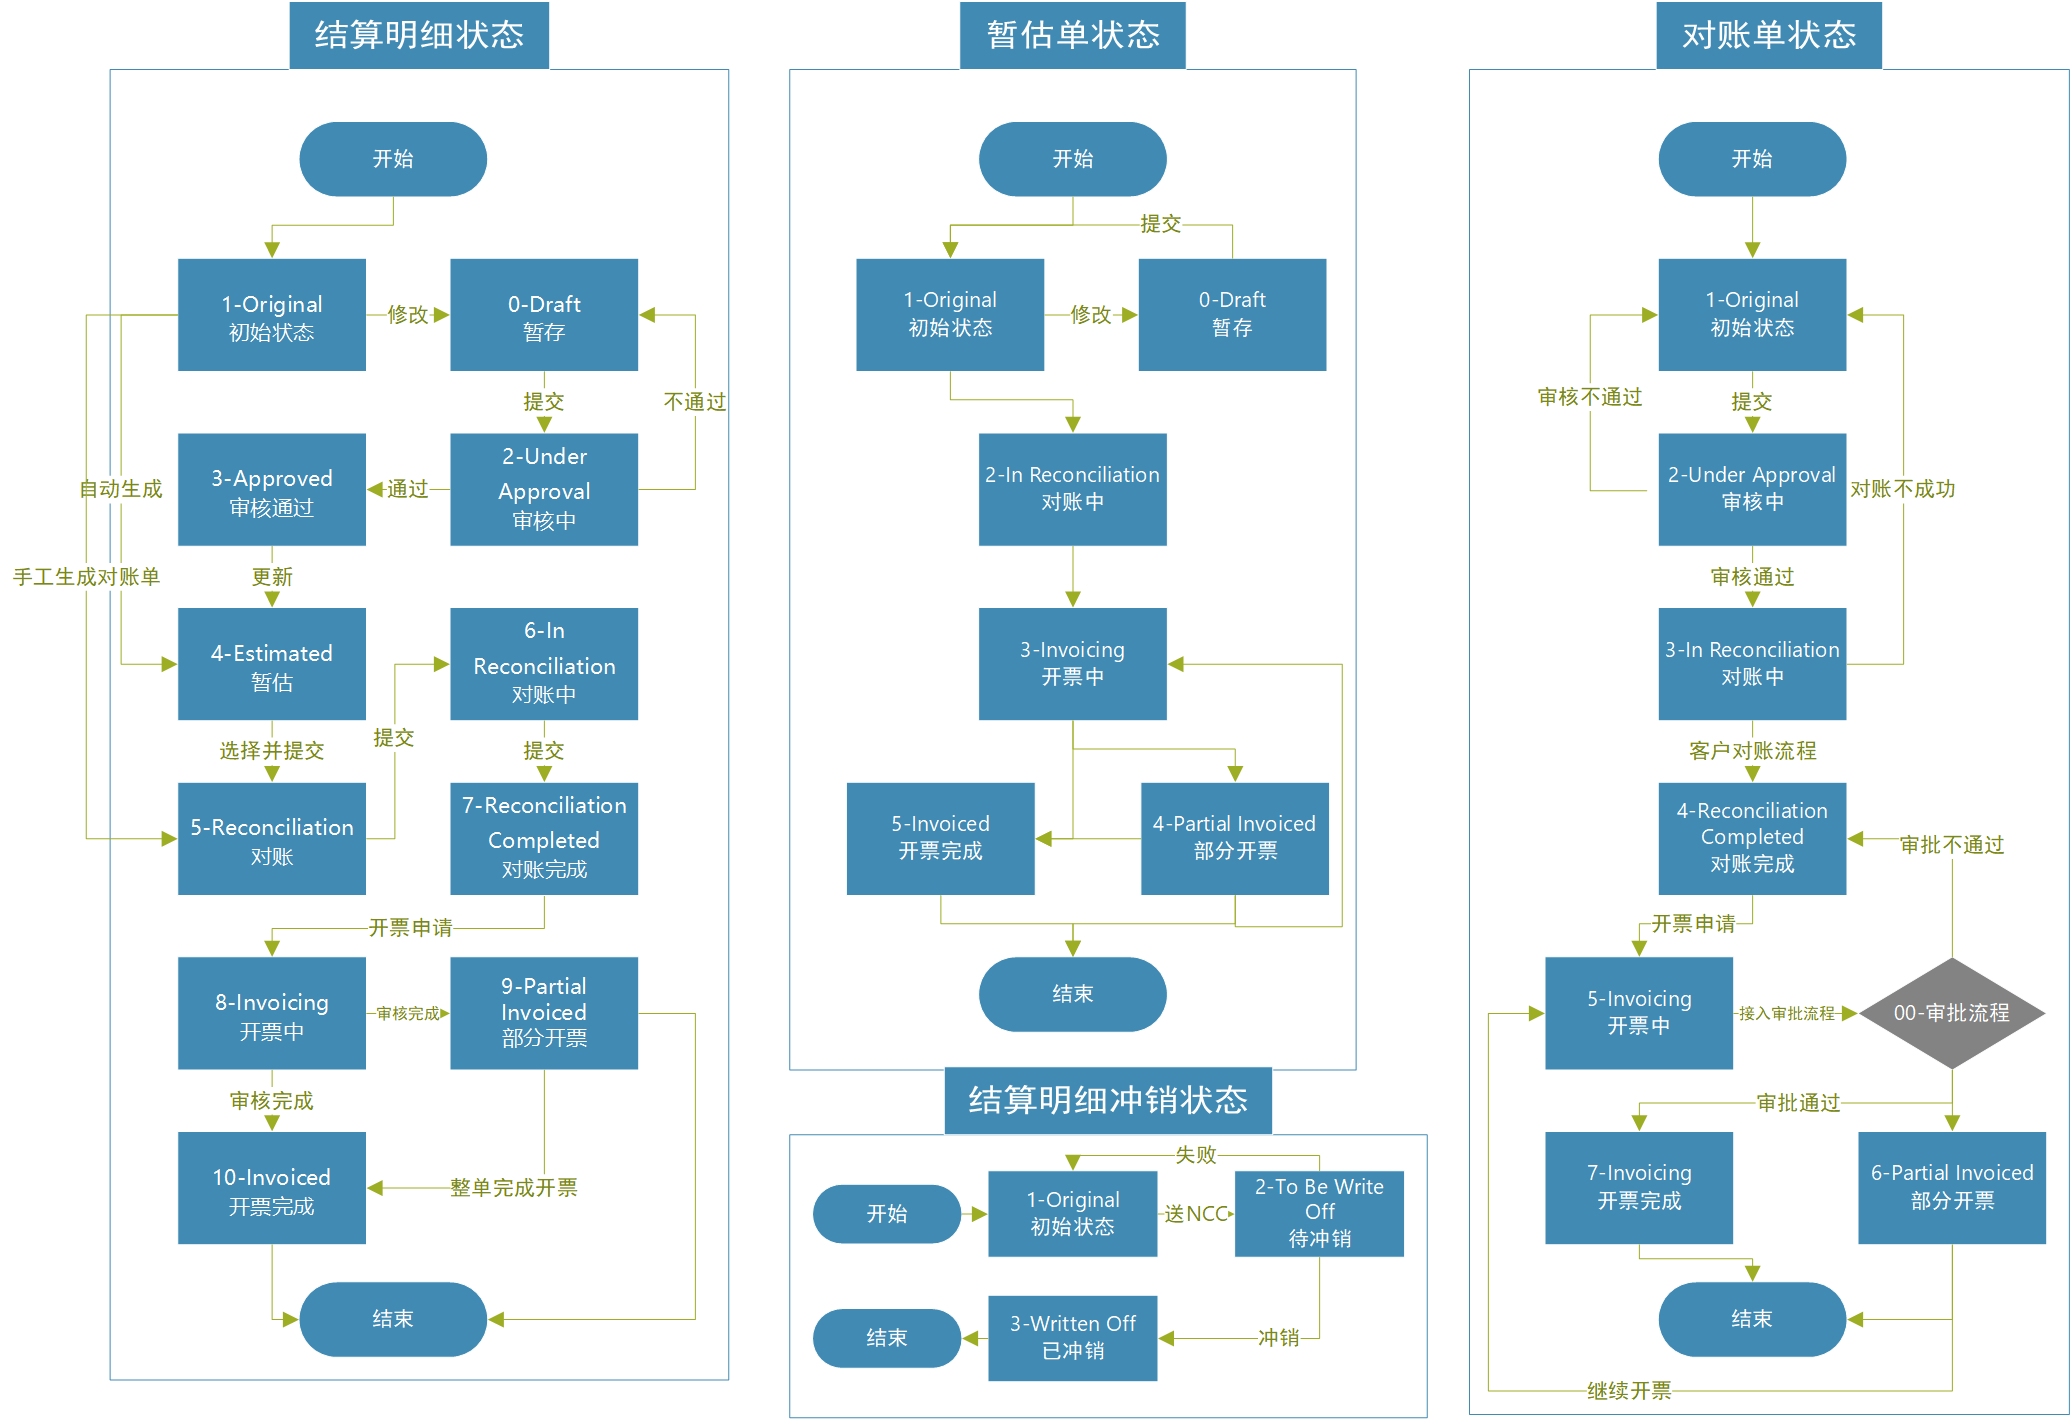 结算明细状态
开始
1-Original
初始状态
修改
0-Draft
暂存
提交
不通过
3-Approved
审核通过
通过
2-Under
Approval
审核中
自动生成
手工生成对账单
更新
4-Estimated
暂估
6-In
Reconciliation
对账中
选择并提交
提交
提交
5-Reconciliation
对账
7-Reconciliation
Completed
对账完成
开票申请
8-Invoicing
开票中
审核完成
9-Partial
Invoiced
部分开票
审核完成
10-Invoiced
开票完成
整单完成开票
结束
暂估单状态
开始
提交
1-Original
初始状态
修改
0-Draft
暂存
2-In Reconciliation
对账中
3-Invoicing
开票中
5-Invoiced
开票完成
4-Partial Invoiced
部分开票
结束
结算明细冲销状态
失败
开始
1-Original
初始状态
送NCC
2-To Be Write
Off
待冲销
结束
3-Written Off
已冲销
冲销
对账单状态
开始
1-Original
初始状态
审核不通过
提交
2-Under Approval
审核中
对账不成功
审核通过
3-In Reconciliation
对账中
客户对账流程
4-Reconciliation
Completed
对账完成
审批不通过
开票申请
5-Invoicing
开票中
接入审批流程
00-审批流程
审批通过
7-Invoicing
开票完成
6-Partial Invoiced
部分开票
结束
继续开票